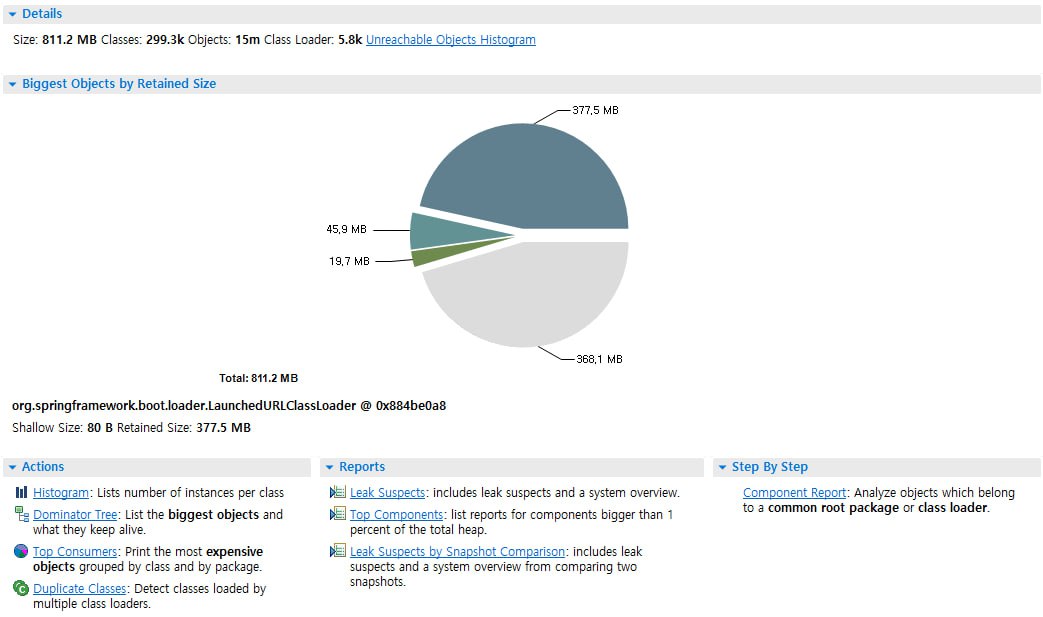 Details
Size: 811.2 MB Classes: 299.3k Objects: 15m Class Loader: 5.8k Unreachable Objects Histogram
Biggest Objects by Retained Size
377,5 MB
45,9 MB
19,7 MB
368,1 MB
Total: 811.2 MB
org.springframework.boot.loader.LaunchedURLClassLoader @ 0x884be0a8
Shallow Size: 80 B Retained Size: 377.5 MB
Actions
Histogram: Lists number of instances per class
Dominator Tree: List the biggest objects and
what they keep alive.
Top Consumers: Print the most expensive
objects grouped by class and by package.
Duplicate Classes: Detect classes loaded by
multiple class loaders.
Reports
Leak Suspects: includes leak suspects and a system overview.
Top Components: list reports for components bigger than 1
percent of the total heap.
Leak Suspects by Snapshot Comparison: includes leak
suspects and a system overview from comparing two
snapshots.
Step By Step
Component Report: Analyze objects which belong
to a common root package or class loader.